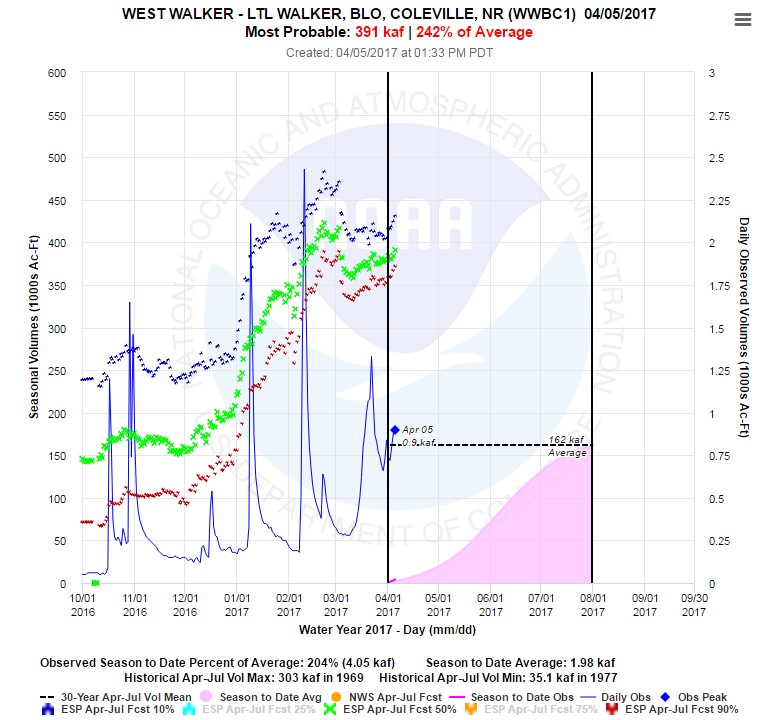 WEST WALKER - LTL WALKER, BLO, COLEVILLE, NR (WWBC1) 04/05/2017
Most Probable: 391 kaf | 242% of Average
Created: 04/05/2017 at 01:33 PM PDT
600 3
550 2.75
500 2.5
450 2.25
400 2
350 1.75
300 1.5
250 1.25
200 1
150 0.75
100 0.5
50 0.25
0 0
Seasonal Volumes (1000s Ac-Ft)
Daily Observed Volumes (1000s Ac-Ft)
NATIONAL OCEANIC AND ATMOSPHERIC ADMINISTRATION
NOAA
U.S. DEPARTMENT OF COMMERCE
Apr 05
0.9 kaf
162 kaf
Average
10/01 11/01 12/01 01/01 02/01 03/01 04/01 05/01 06/01 07/01 08/01 09/01 09/30
2016 2016 2016 2017 2017 2017 2017 2017 2017 2017 2017 2017 2017
Water Year 2017 - Day (mm/dd)
Observed Season to Date Percent of Average: 204% (4.05 kaf) Season to Date Average: 1.98 kaf
Historical Apr-Jul Vol Max: 303 kaf in 1969 Historical Apr-Jul Vol Min: 35.1 kaf in 1977
30-Year Apr-Jul Vol Mean Season to Date Avg NWS Apr-Jul Fcst Season to Date Obs Daily Obs Obs Peak
ESP Apr-Jul Fcst 10% ESP Apr-Jul Fcst 25% ESP Apr-Jul Fcst 50% ESP Apr-Jul Fcst 75% ESP Apr-Jul Fcst 90%